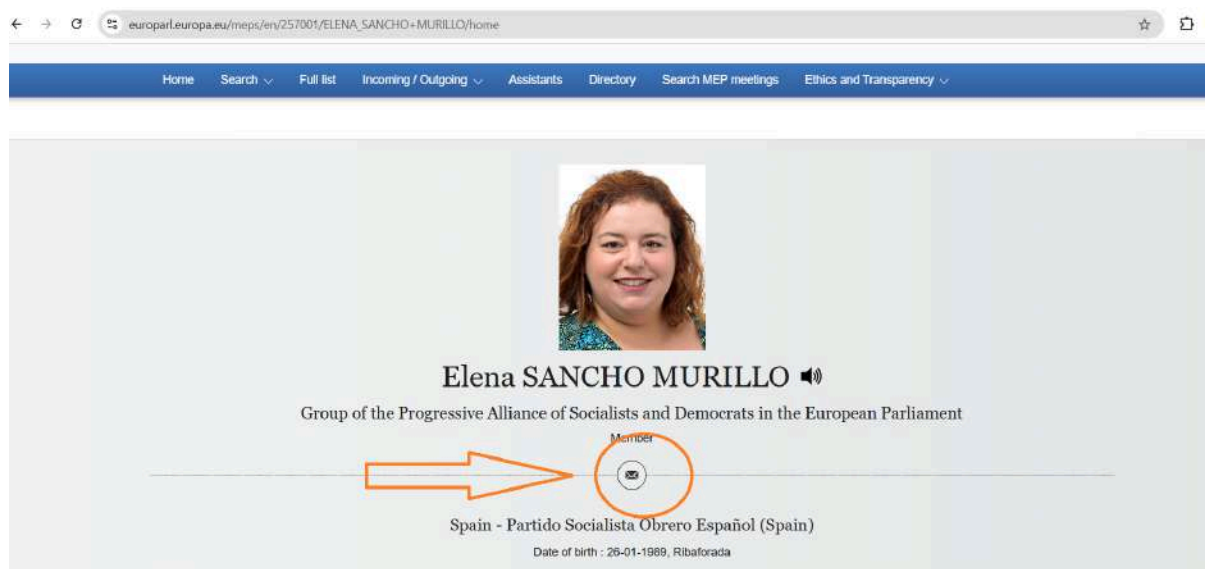 europarl.europa.eu/meps/en/257001/ELENA_SANCHO+MURILLO/home
Home Search Full list Incoming / Outgoing Assistants Directory Search MEP meetings Ethics and Transparency
Elena SANCHO MURILLO
Group of the Progressive Alliance of Socialists and Democrats in the European Parliament
Member
Spain - Partido Socialista Obrero Español (Spain)
Date of birth : 26-01-1989, Ribaforada